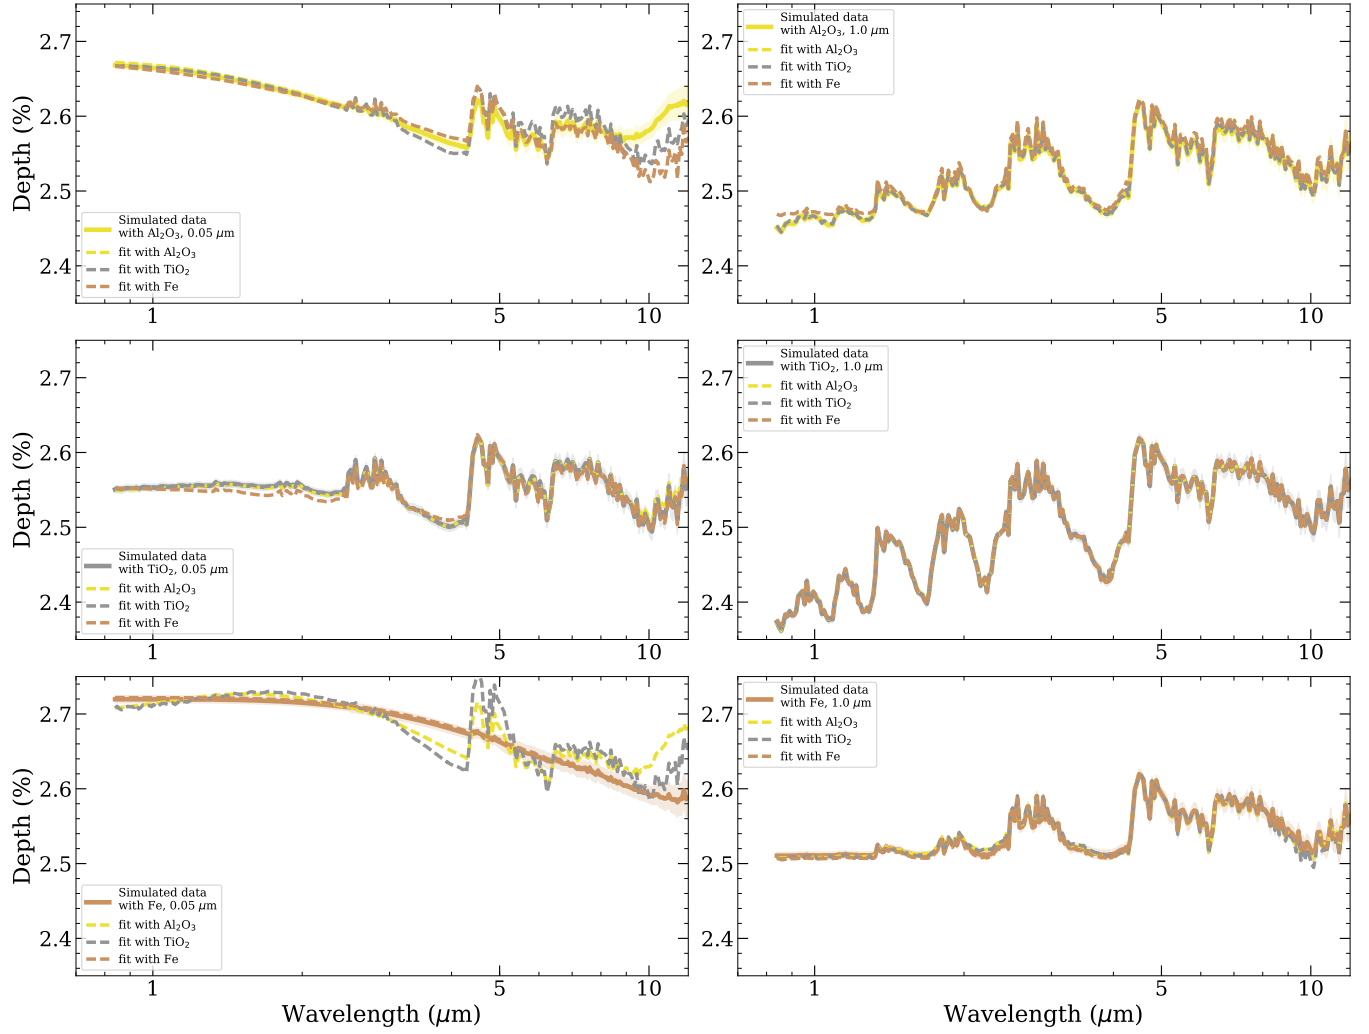 2.7
2.6
2.5
2.4
Depth (%)
Simulated data
with Al₂O₃, 0.05 μm
fit with Al₂O₃
fit with TiO₂
fit with Fe
1
5
10
Simulated data
with Al₂O₃, 1.0 μm
fit with Al₂O₃
fit with TiO₂
fit with Fe
2.7
2.6
2.5
2.4
1
5
10
2.7
2.6
2.5
2.4
Depth (%)
Simulated data
with TiO₂, 0.05 μm
fit with Al₂O₃
fit with TiO₂
fit with Fe
1
5
10
Simulated data
with TiO₂, 1.0 μm
fit with Al₂O₃
fit with TiO₂
fit with Fe
2.7
2.6
2.5
2.4
1
5
10
2.7
2.6
2.5
2.4
Depth (%)
Simulated data
with Fe, 0.05 μm
fit with Al₂O₃
fit with TiO₂
fit with Fe
1
5
10
Wavelength (μm)
Simulated data
with Fe, 1.0 μm
fit with Al₂O₃
fit with TiO₂
fit with Fe
2.7
2.6
2.5
2.4
1
5
10
Wavelength (μm)